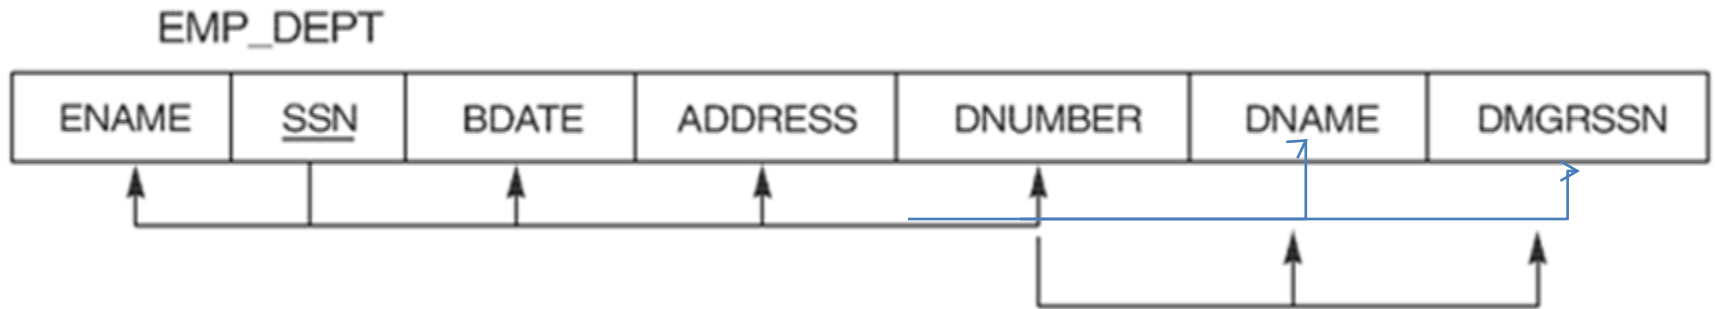 EMP_DEPT
ENAME SSN BDATE ADDRESS DNUMBER DNAME DMGRSSN